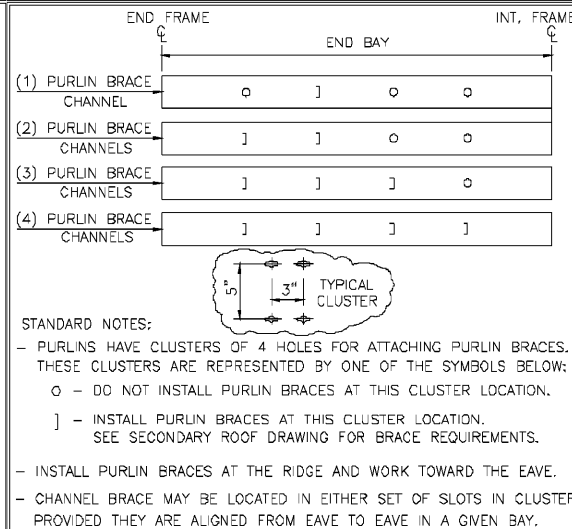 END FRAME
INT. FRAME
℄
℄
END BAY
(1) PURLIN BRACE
CHANNEL
O ] O O
(2) PURLIN BRACE
CHANNELS
] ] O O
(3) PURLIN BRACE
CHANNELS
] ] ] O
(4) PURLIN BRACE
CHANNELS
] ] ] ]
5"
3"
TYPICAL
CLUSTER
STANDARD NOTES:
- PURLINS HAVE CLUSTERS OF 4 HOLES FOR ATTACHING PURLIN BRACES.
THESE CLUSTERS ARE REPRESENTED BY ONE OF THE SYMBOLS BELOW:
O - DO NOT INSTALL PURLIN BRACES AT THIS CLUSTER LOCATION.
] - INSTALL PURLIN BRACES AT THIS CLUSTER LOCATION.
SEE SECONDARY ROOF DRAWING FOR BRACE REQUIREMENTS.
- INSTALL PURLIN BRACES AT THE RIDGE AND WORK TOWARD THE EAVE.
- CHANNEL BRACE MAY BE LOCATED IN EITHER SET OF SLOTS IN CLUSTER
PROVIDED THEY ARE ALIGNED FROM EAVE TO EAVE IN A GIVEN BAY.